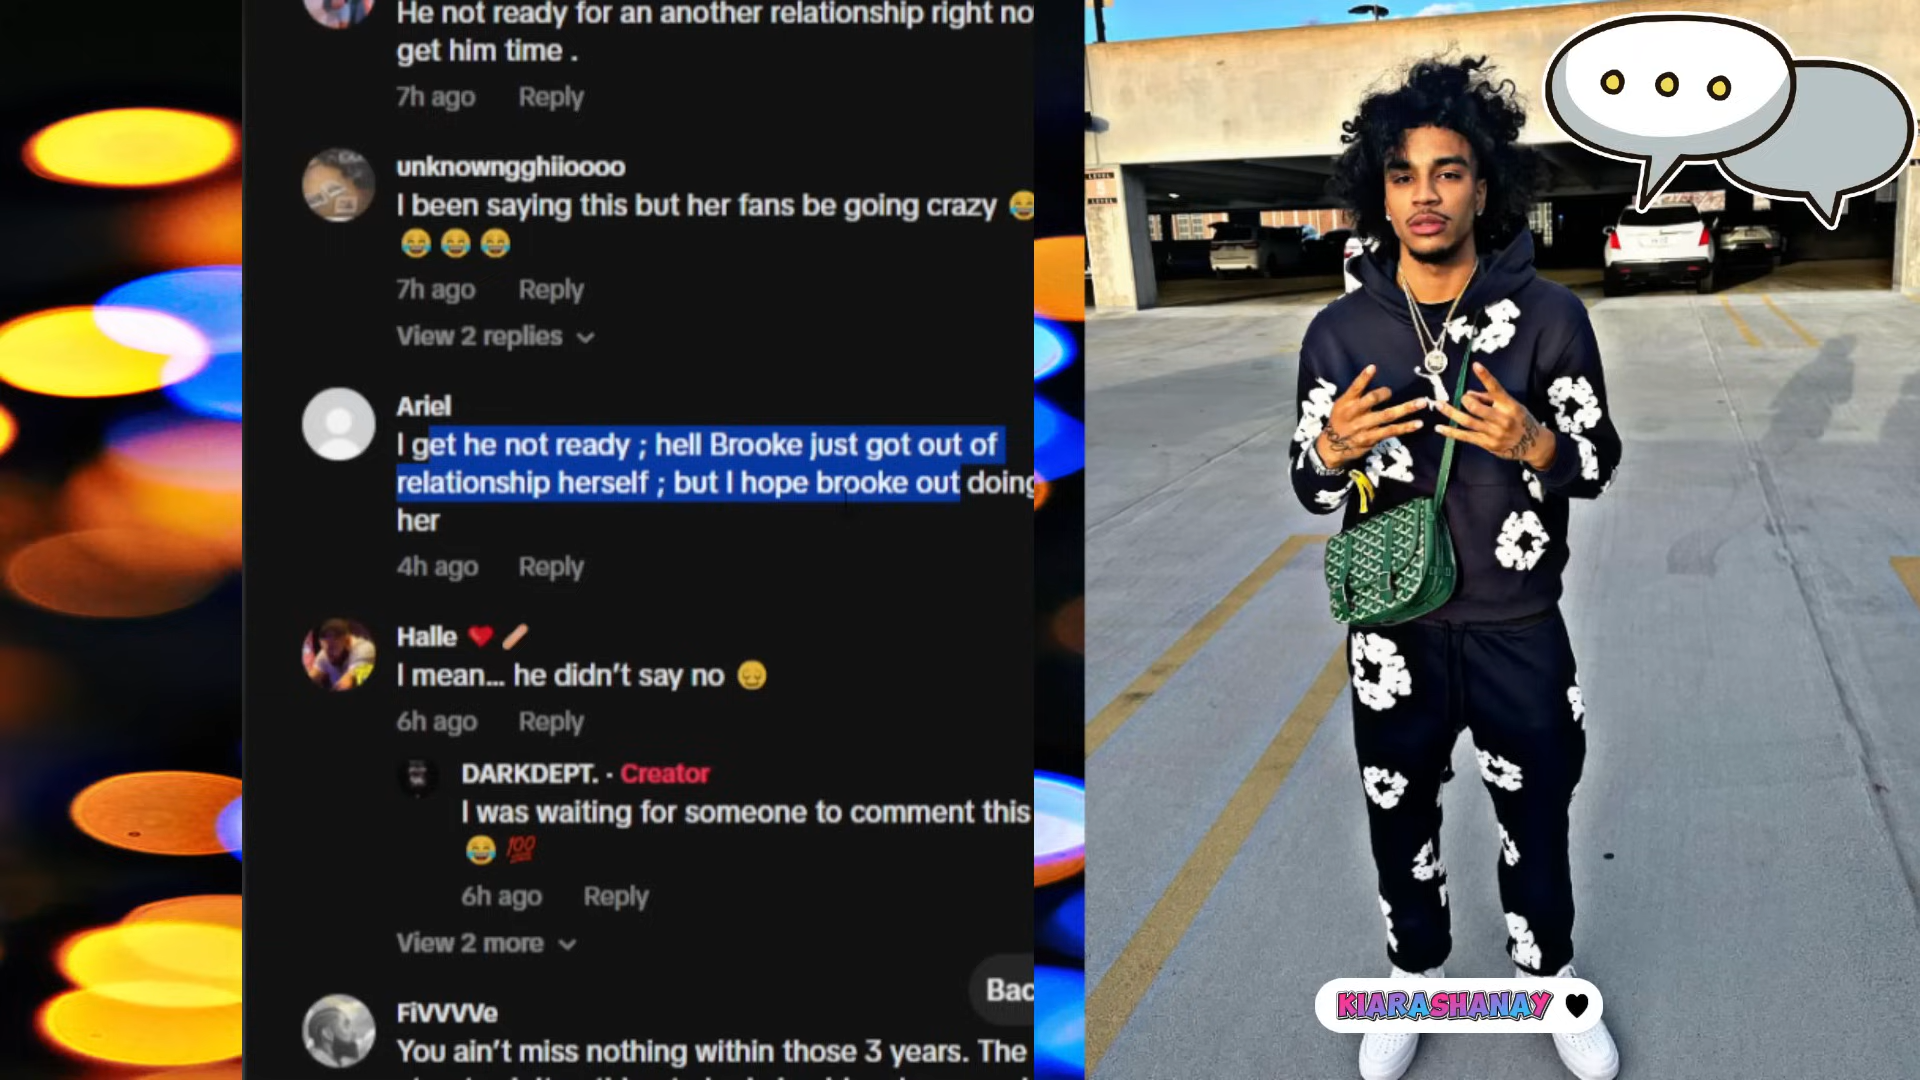 He not ready for an another relationship right no
get him time .
7h ago Reply
unknowngghiioooo
I been saying this but her fans be going crazy 😂
😂 😂 😂
7h ago Reply
View 2 replies
Ariel
I get he not ready ; hell Brooke just got out of
relationship herself ; but I hope brooke out doing
her
4h ago Reply
Halle ❤️ 🩹
I mean... he didn't say no 😔
6h ago Reply
DARKDEPT. · Creator
I was waiting for someone to comment this
😂 💯
6h ago Reply
View 2 more
Bac
FiVVVVe
You ain't miss nothing within those 3 years. The
KIARASHANAY 🖤